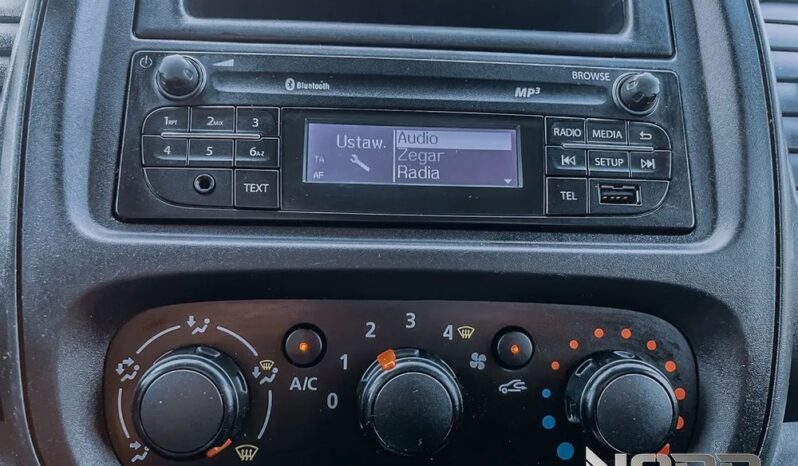 BROWSE
Bluetooth
MP3
1RPT 2MIX 3
4 5 6A-Z
TEXT
Ustaw.
TA
AF
Audio
Zegar
Radia
RADIO MEDIA
SETUP
TEL
0 1 2 3 4
A/C